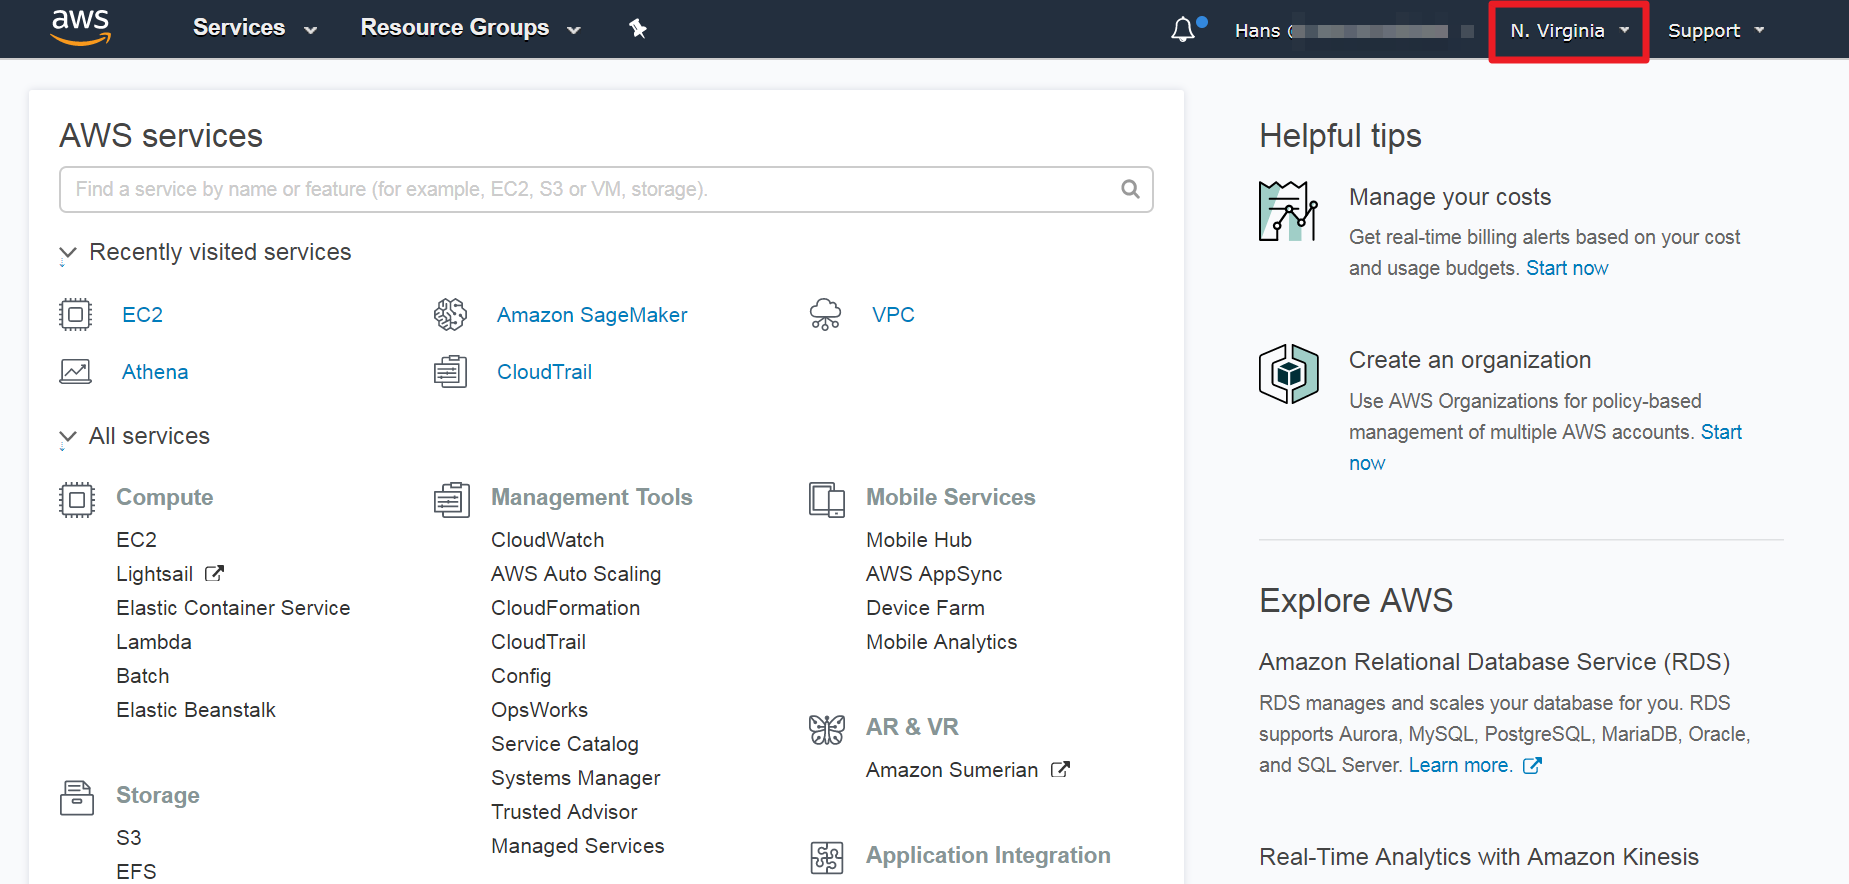 aws
Services
Resource Groups
Hans
N. Virginia
Support
AWS services
Find a service by name or feature (for example, EC2, S3 or VM, storage).
Recently visited services
EC2
Amazon SageMaker
VPC
Athena
CloudTrail
All services
Compute
EC2
Lightsail
Elastic Container Service
Lambda
Batch
Elastic Beanstalk
Storage
S3
EFS
Management Tools
CloudWatch
AWS Auto Scaling
CloudFormation
CloudTrail
Config
OpsWorks
Service Catalog
Systems Manager
Trusted Advisor
Managed Services
Mobile Services
Mobile Hub
AWS AppSync
Device Farm
Mobile Analytics
AR & VR
Amazon Sumerian
Application Integration
Helpful tips
Manage your costs
Get real-time billing alerts based on your cost
and usage budgets. Start now
Create an organization
Use AWS Organizations for policy-based
management of multiple AWS accounts. Start
now
Explore AWS
Amazon Relational Database Service (RDS)
RDS manages and scales your database for you. RDS
supports Aurora, MySQL, PostgreSQL, MariaDB, Oracle,
and SQL Server. Learn more.
Real-Time Analytics with Amazon Kinesis